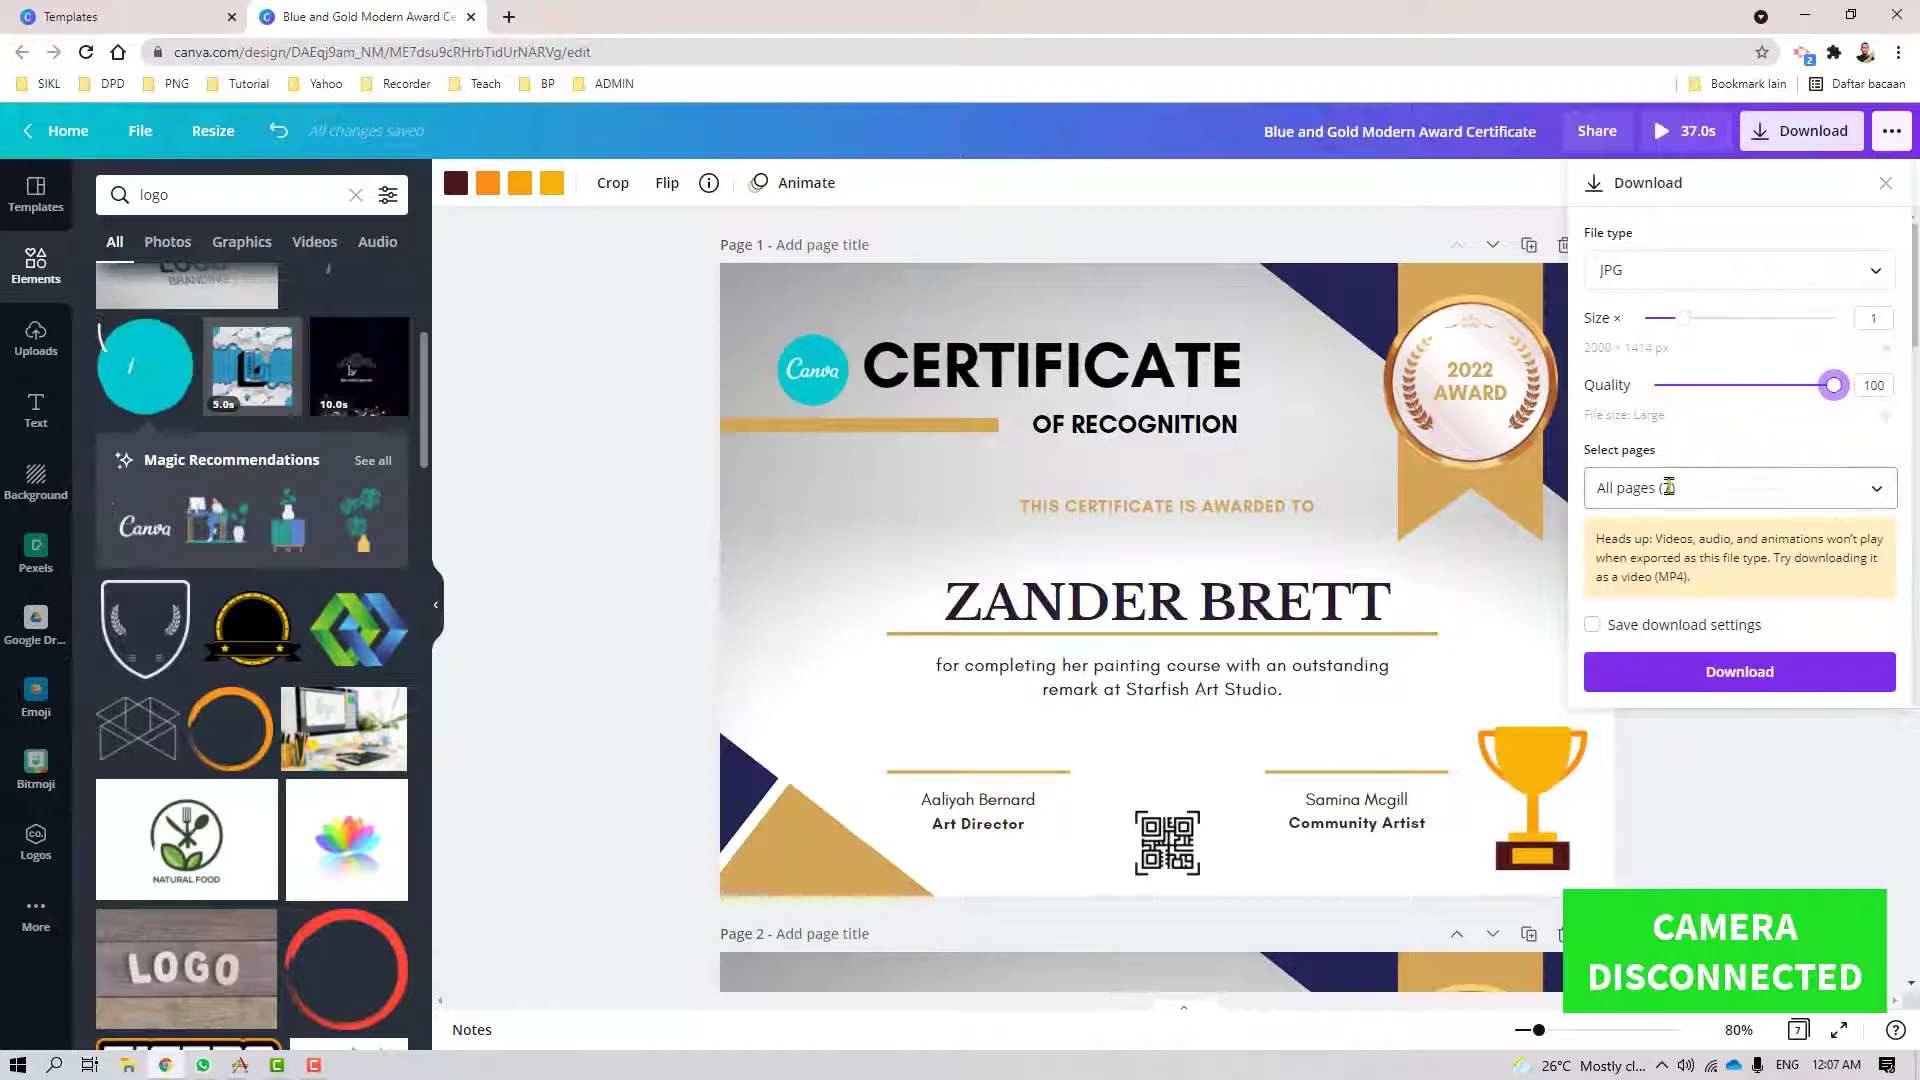 Templates
Blue and Gold Modern Award Ce
canva.com/design/DAEqj9am_NM/ME7dsu9cRHrbTidUrNARVg/edit
2
SIKL DPD PNG Tutorial Yahoo Recorder Teach BP ADMIN Bookmark lain Daftar bacaan
Home File Resize All changes saved Blue and Gold Modern Award Certificate Share 37.0s Download
Templates
Elements
Uploads
Text
Background
Pexels
Google Dr...
Emoji
Bitmoji
CO.
Logos
More
logo
All Photos Graphics Videos Audio
LOGO
BRANDING
5.0s 10.0s
Magic Recommendations See all
Canva
NATURAL FOOD
LOGO
Crop Flip Animate
Page 1 - Add page title
Canva
CERTIFICATE
OF RECOGNITION
2022
AWARD
THIS CERTIFICATE IS AWARDED TO
ZANDER BRETT
for completing her painting course with an outstanding
remark at Starfish Art Studio.
Aaliyah Bernard
Art Director
Samina Mcgill
Community Artist
Page 2 - Add page title
Download
File type
JPG
Size × 1
2000 × 1414 px
Quality 100
File size: Large
Select pages
All pages
Heads up: Videos, audio, and animations won't play
when exported as this file type. Try downloading it
as a video (MP4).
Save download settings
Download
CAMERA
DISCONNECTED
Notes 80% 7
26°C Mostly cl... ENG 12:07 AM